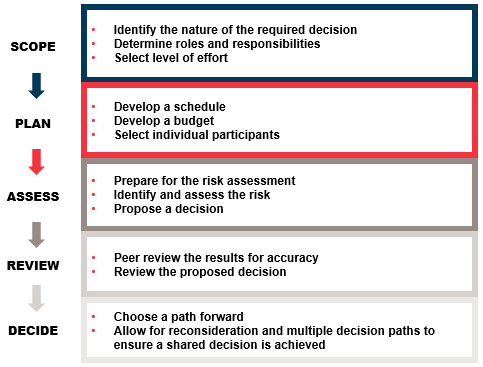 SCOPE
• Identify the nature of the required decision
• Determine roles and responsibilities
• Select level of effort
PLAN
• Develop a schedule
• Develop a budget
• Select individual participants
ASSESS
• Prepare for the risk assessment
• Identify and assess the risk
• Propose a decision
REVIEW
• Peer review the results for accuracy
• Review the proposed decision
DECIDE
• Choose a path forward
• Allow for reconsideration and multiple decision paths to
ensure a shared decision is achieved